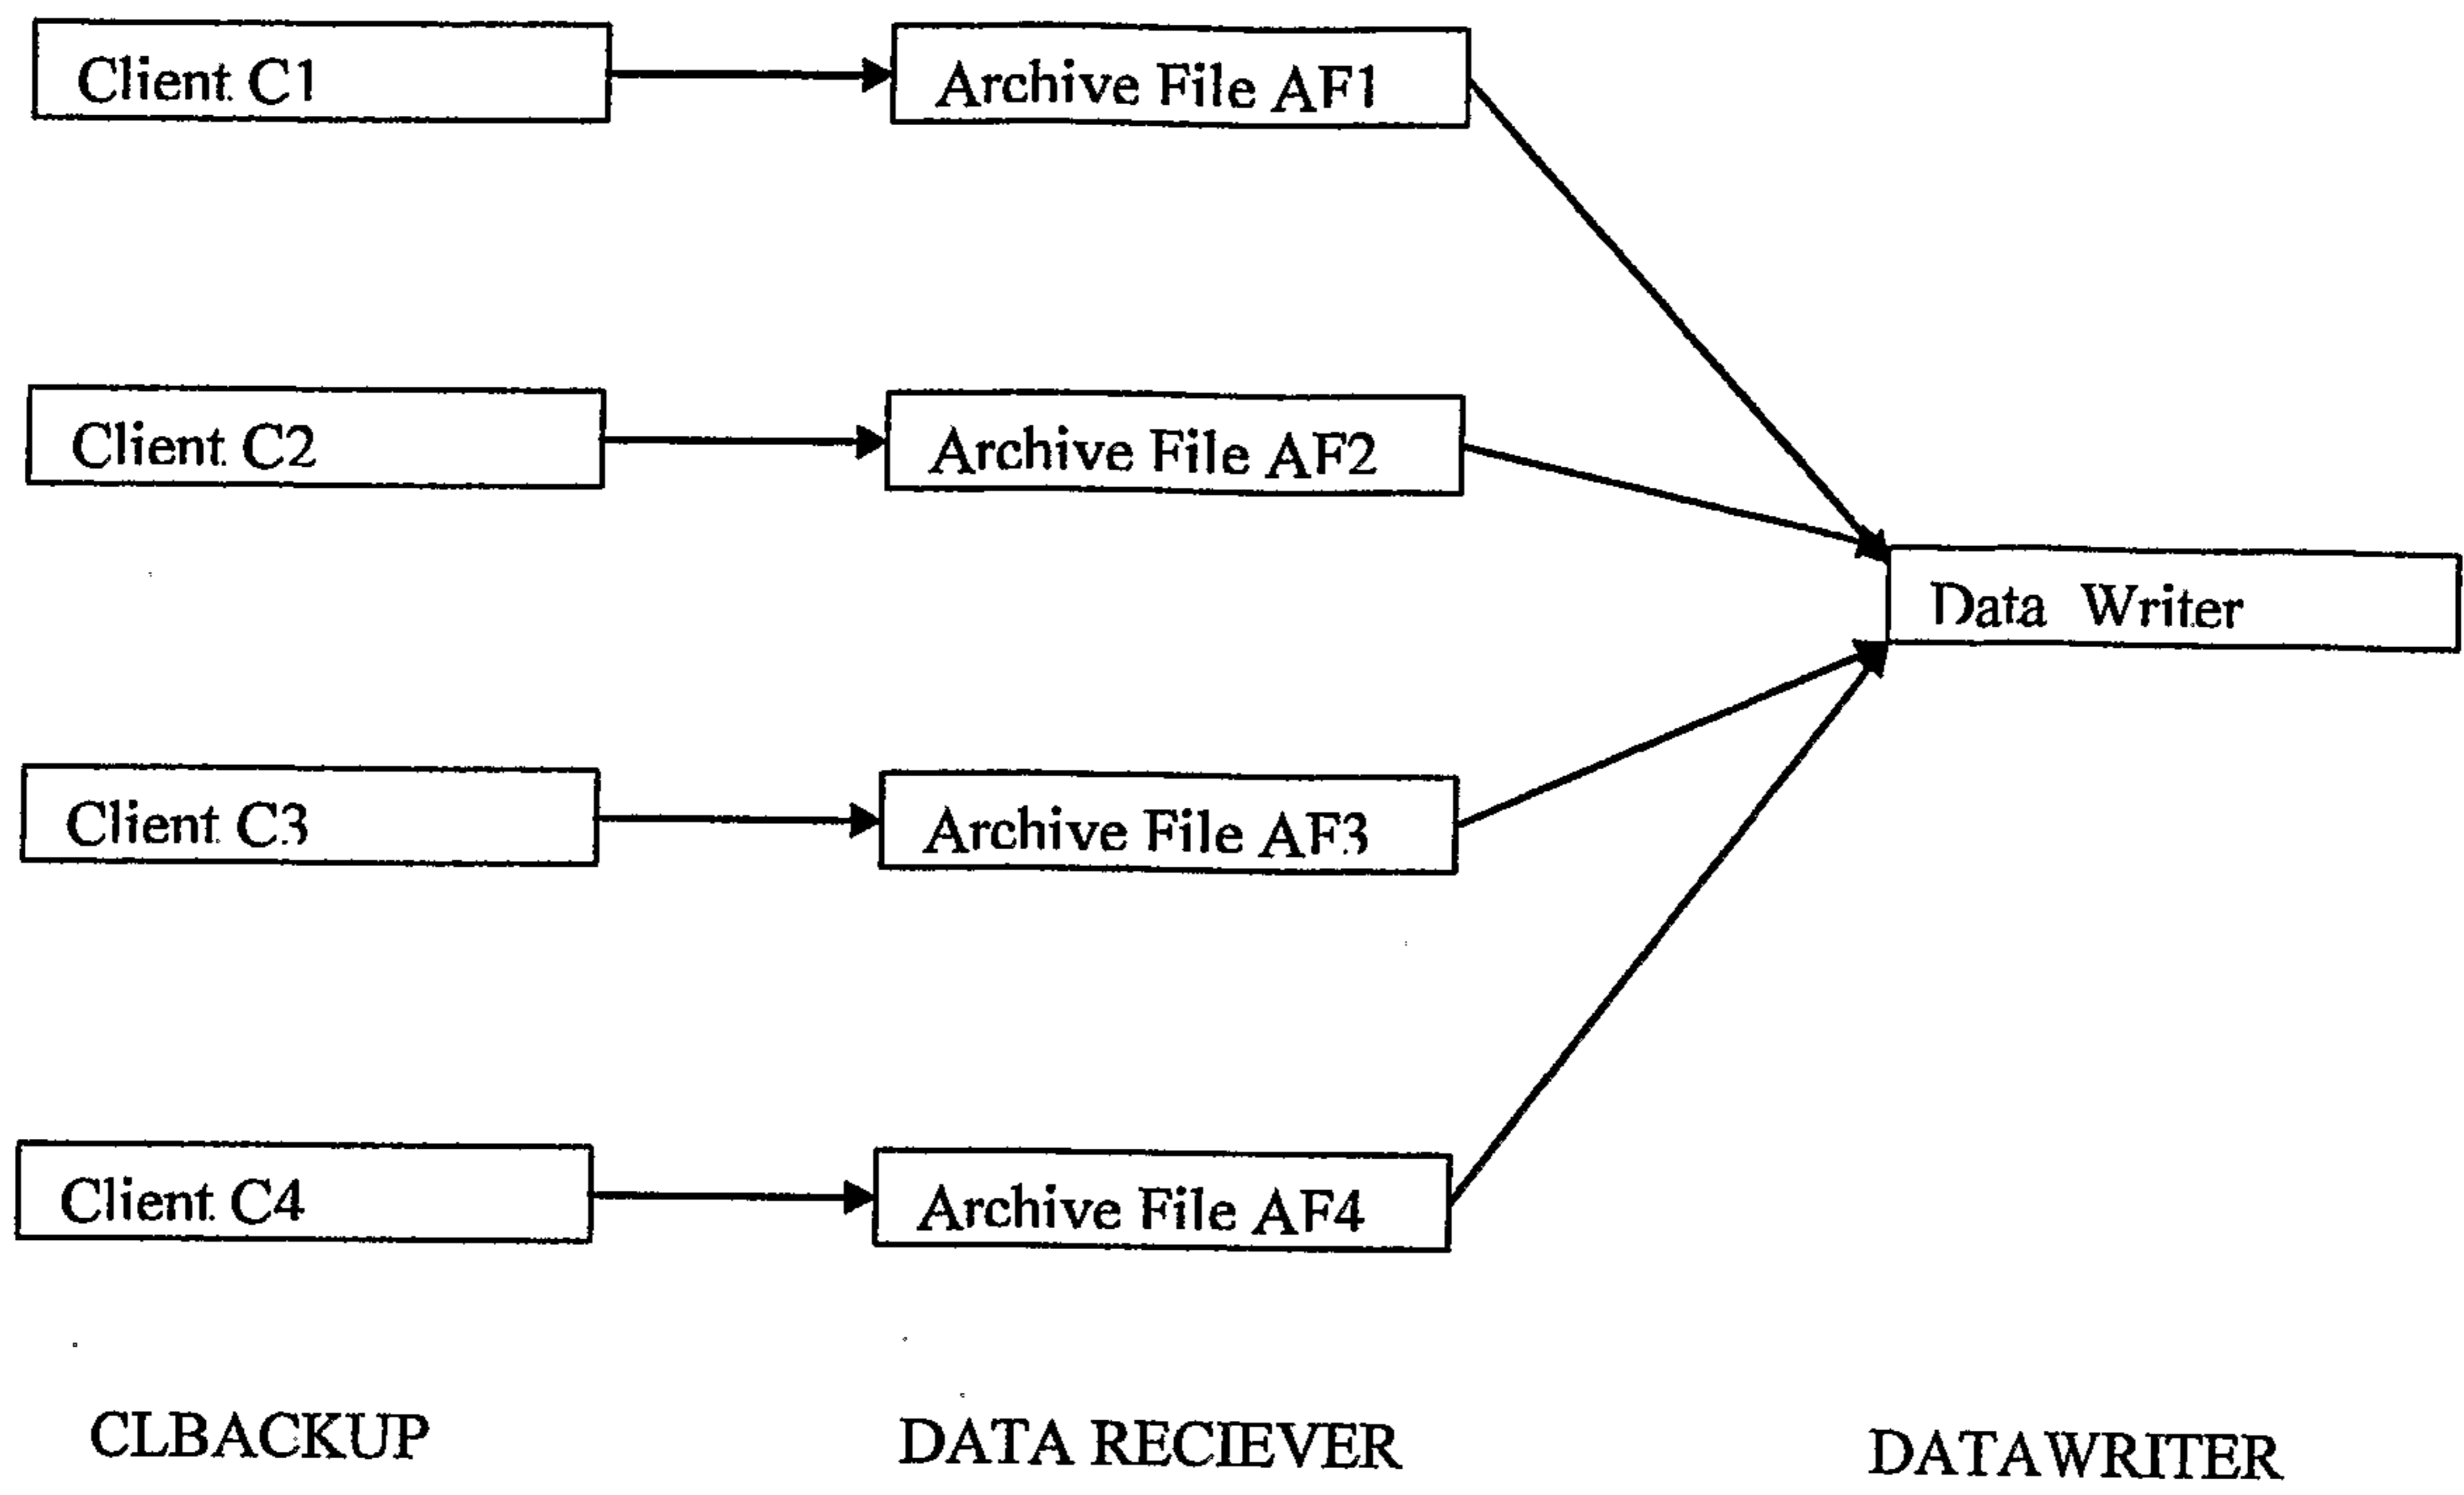 Client C1
Archive File AF1
Client C2
Archive File AF2
Data Writer
Client C3
Archive File AF3
Client C4
Archive File AF4
CLBACKUP
DATA RECIEVER
DATAWRITER